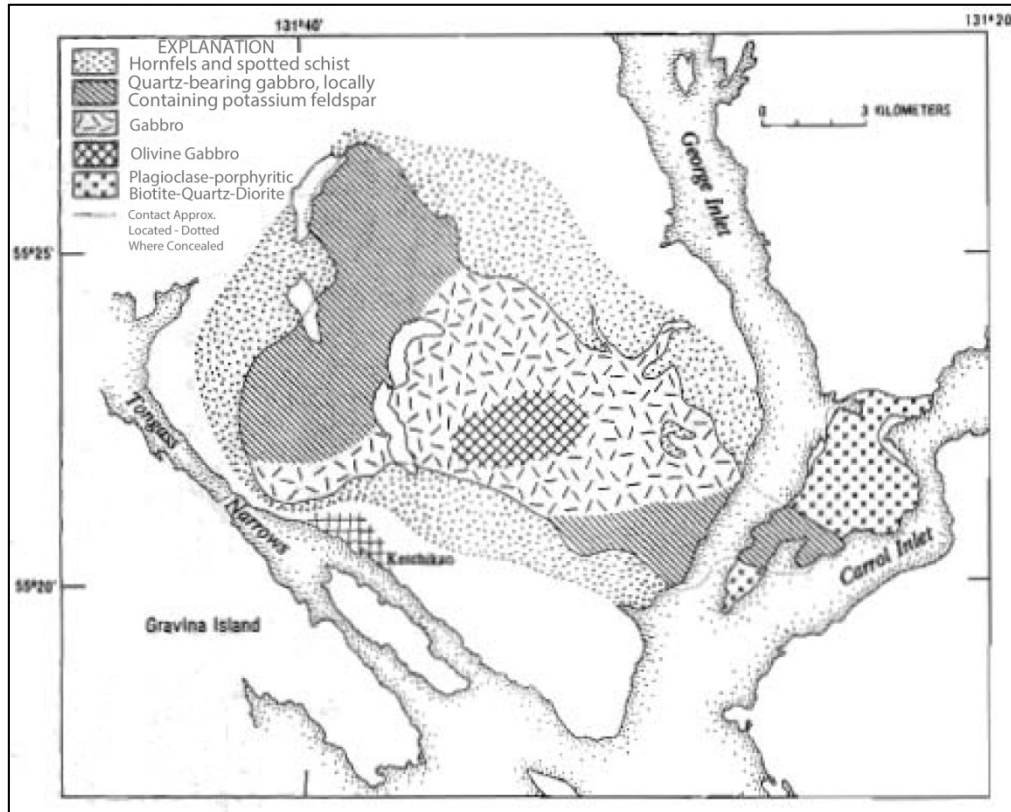 131°40'
131°20'
EXPLANATION
Hornfels and spotted schist
Quartz-bearing gabbro, locally
Containing potassium feldspar
Gabbro
Olivine Gabbro
Plagioclase-porphyritic
Biotite-Quartz-Diorite
Contact Approx.
Located - Dotted
Where Concealed
0 3 KILOMETERS
George Inlet
55°25'
Tongass
Narrows
Ketchikan
Carrol Inlet
55°20'
Gravina Island